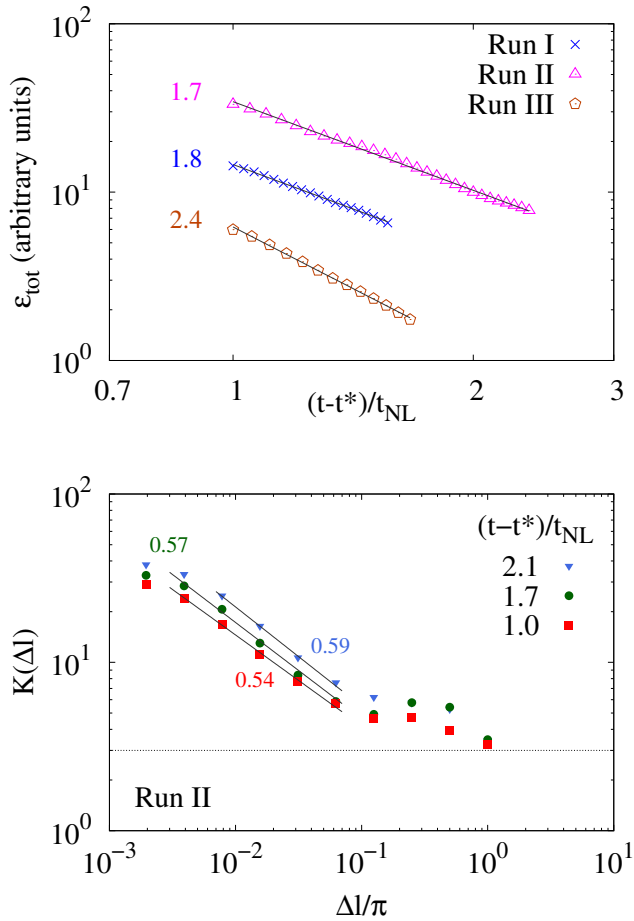 10^2
Run I
Run II
Run III
1.7
1.8
2.4
10^1
10^0
ε_tot (arbitrary units)
0.7
1
2
3
(t-t*)/t_NL
10^2
(t−t*)/t_NL
2.1
1.7
1.0
0.57
0.59
0.54
10^1
K(Δl)
Run II
10^0
10^-3
10^-2
10^-1
10^0
10^1
Δl/π